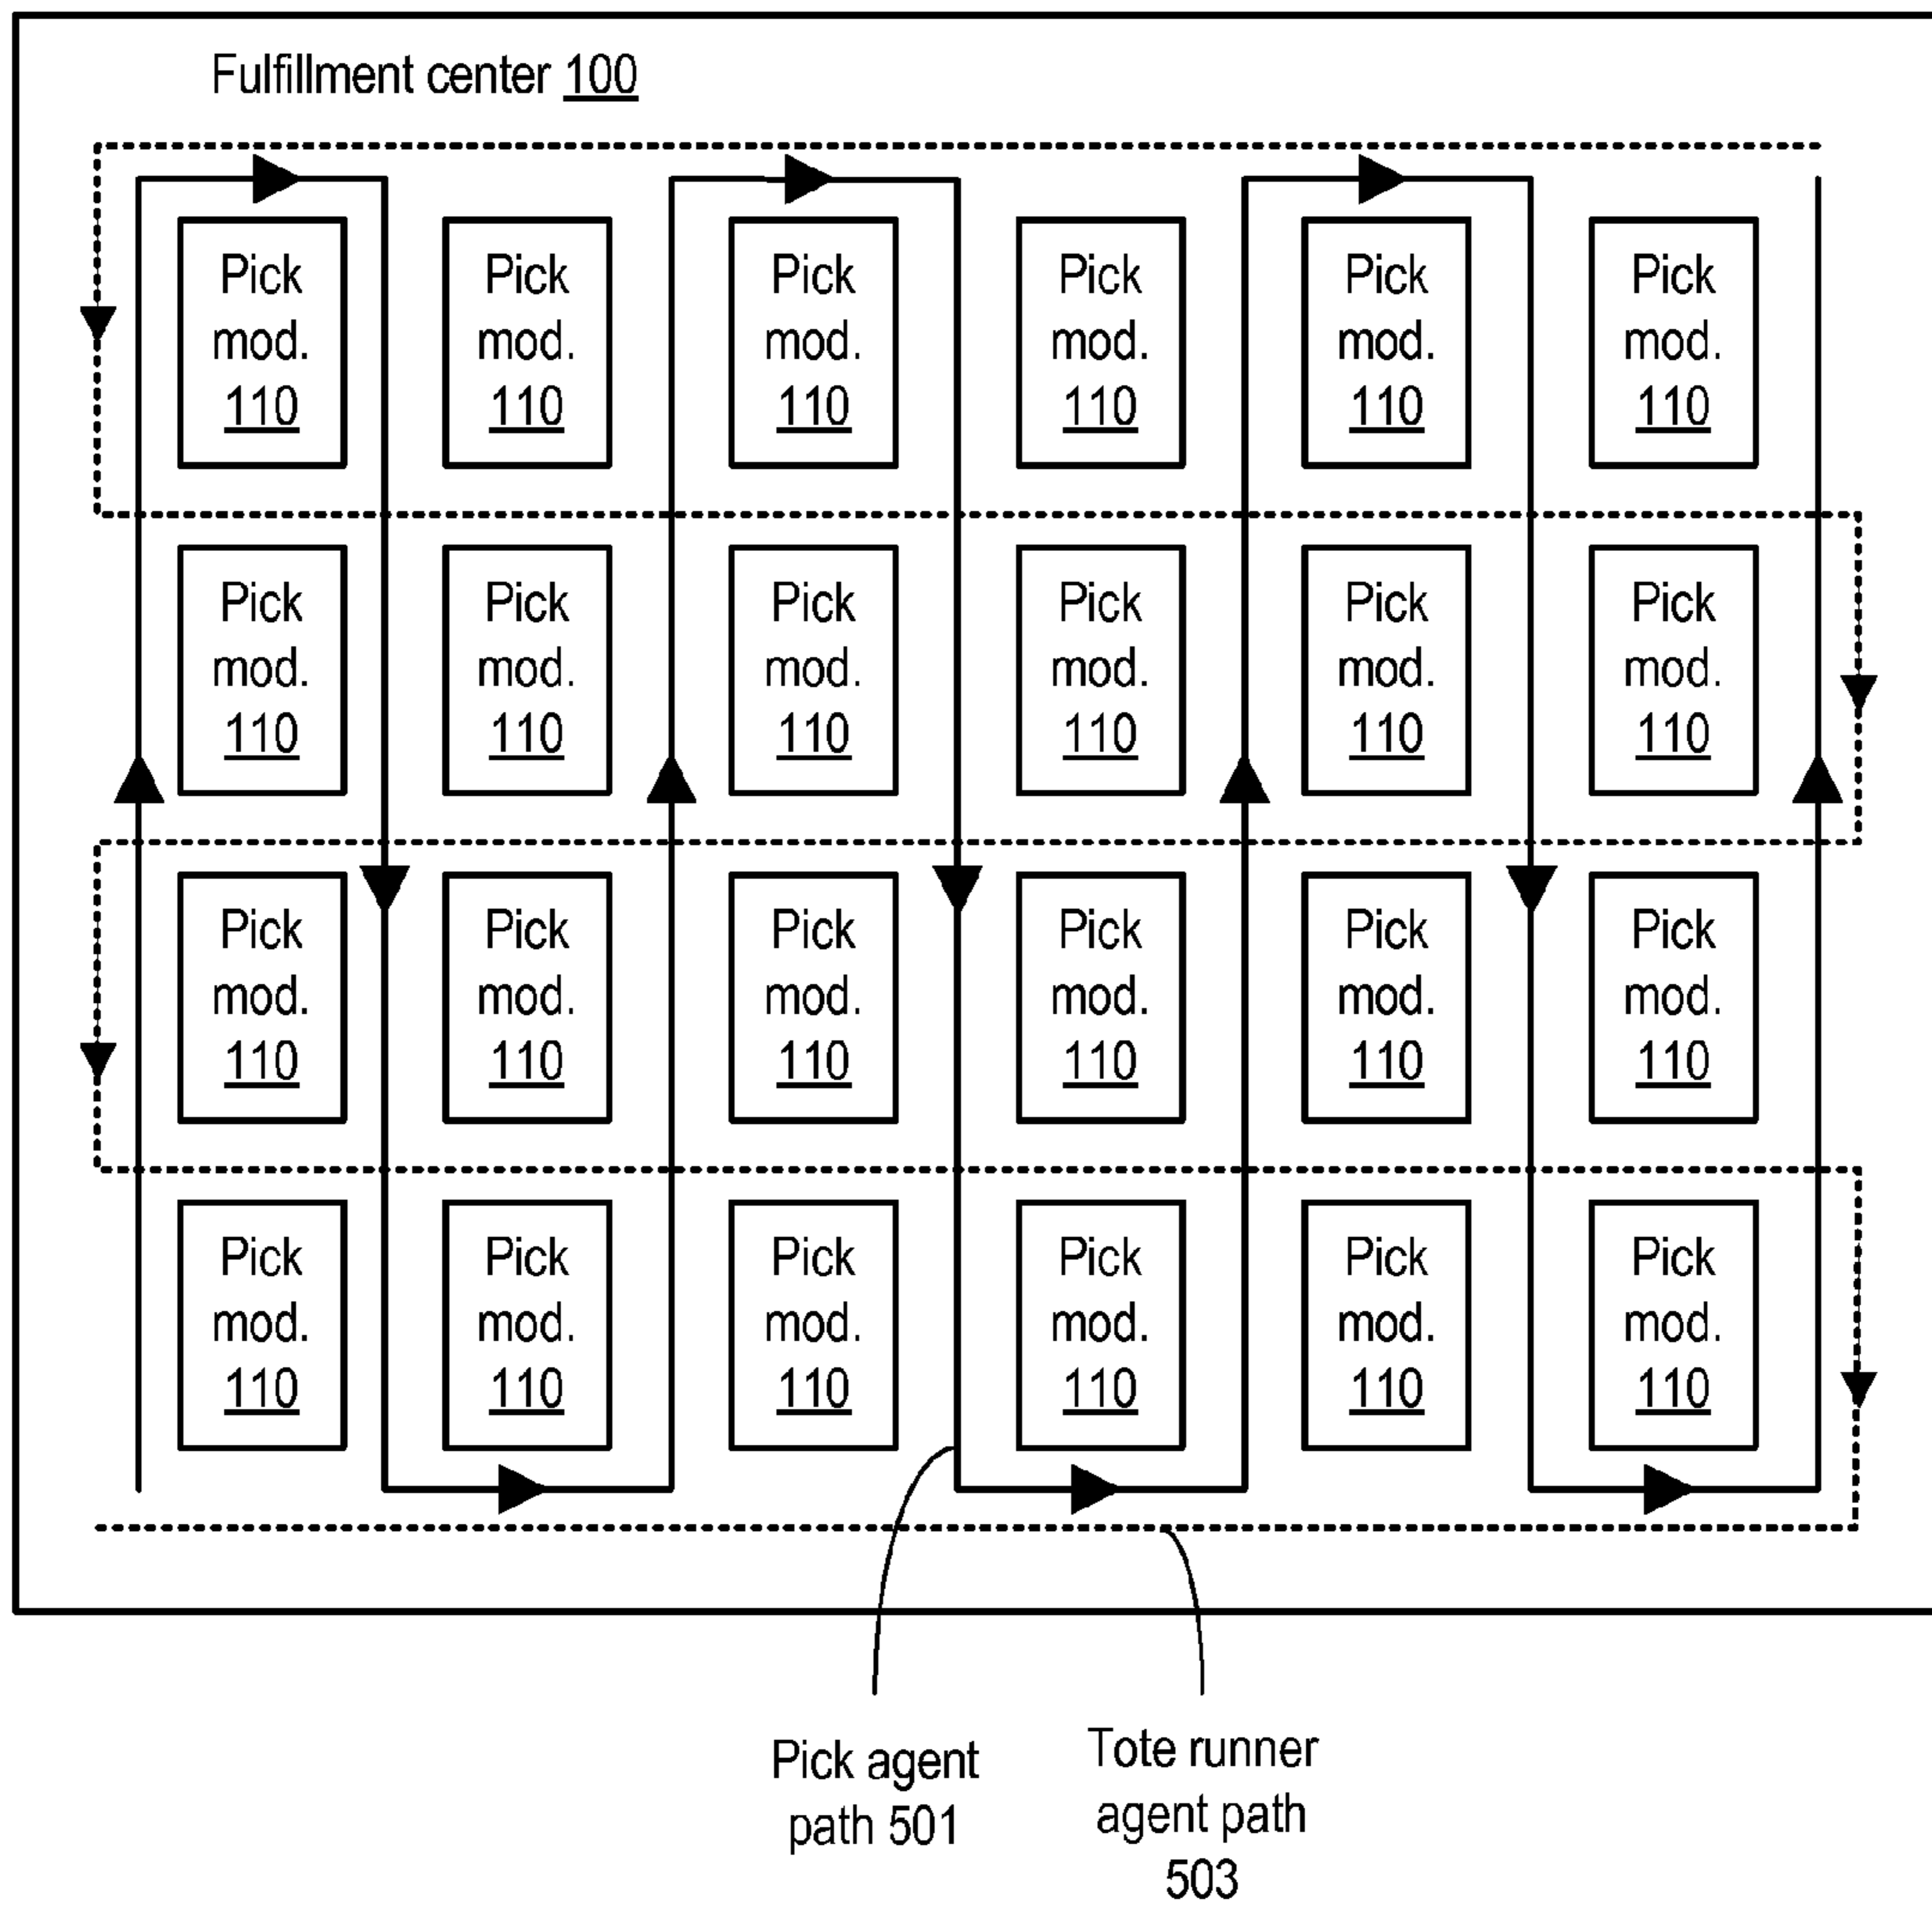 Fulfillment center 100
Pick Pick Pick Pick Pick Pick
mod. mod. mod. mod. mod. mod.
110 110 110 110 110 110
Pick Pick Pick Pick Pick Pick
mod. mod. mod. mod. mod. mod.
110 110 110 110 110 110
Pick Pick Pick Pick Pick Pick
mod. mod. mod. mod. mod. mod.
110 110 110 110 110 110
Pick Pick Pick Pick Pick Pick
mod. mod. mod. mod. mod. mod.
110 110 110 110 110 110
Pick agent
path 501
Tote runner
agent path
503